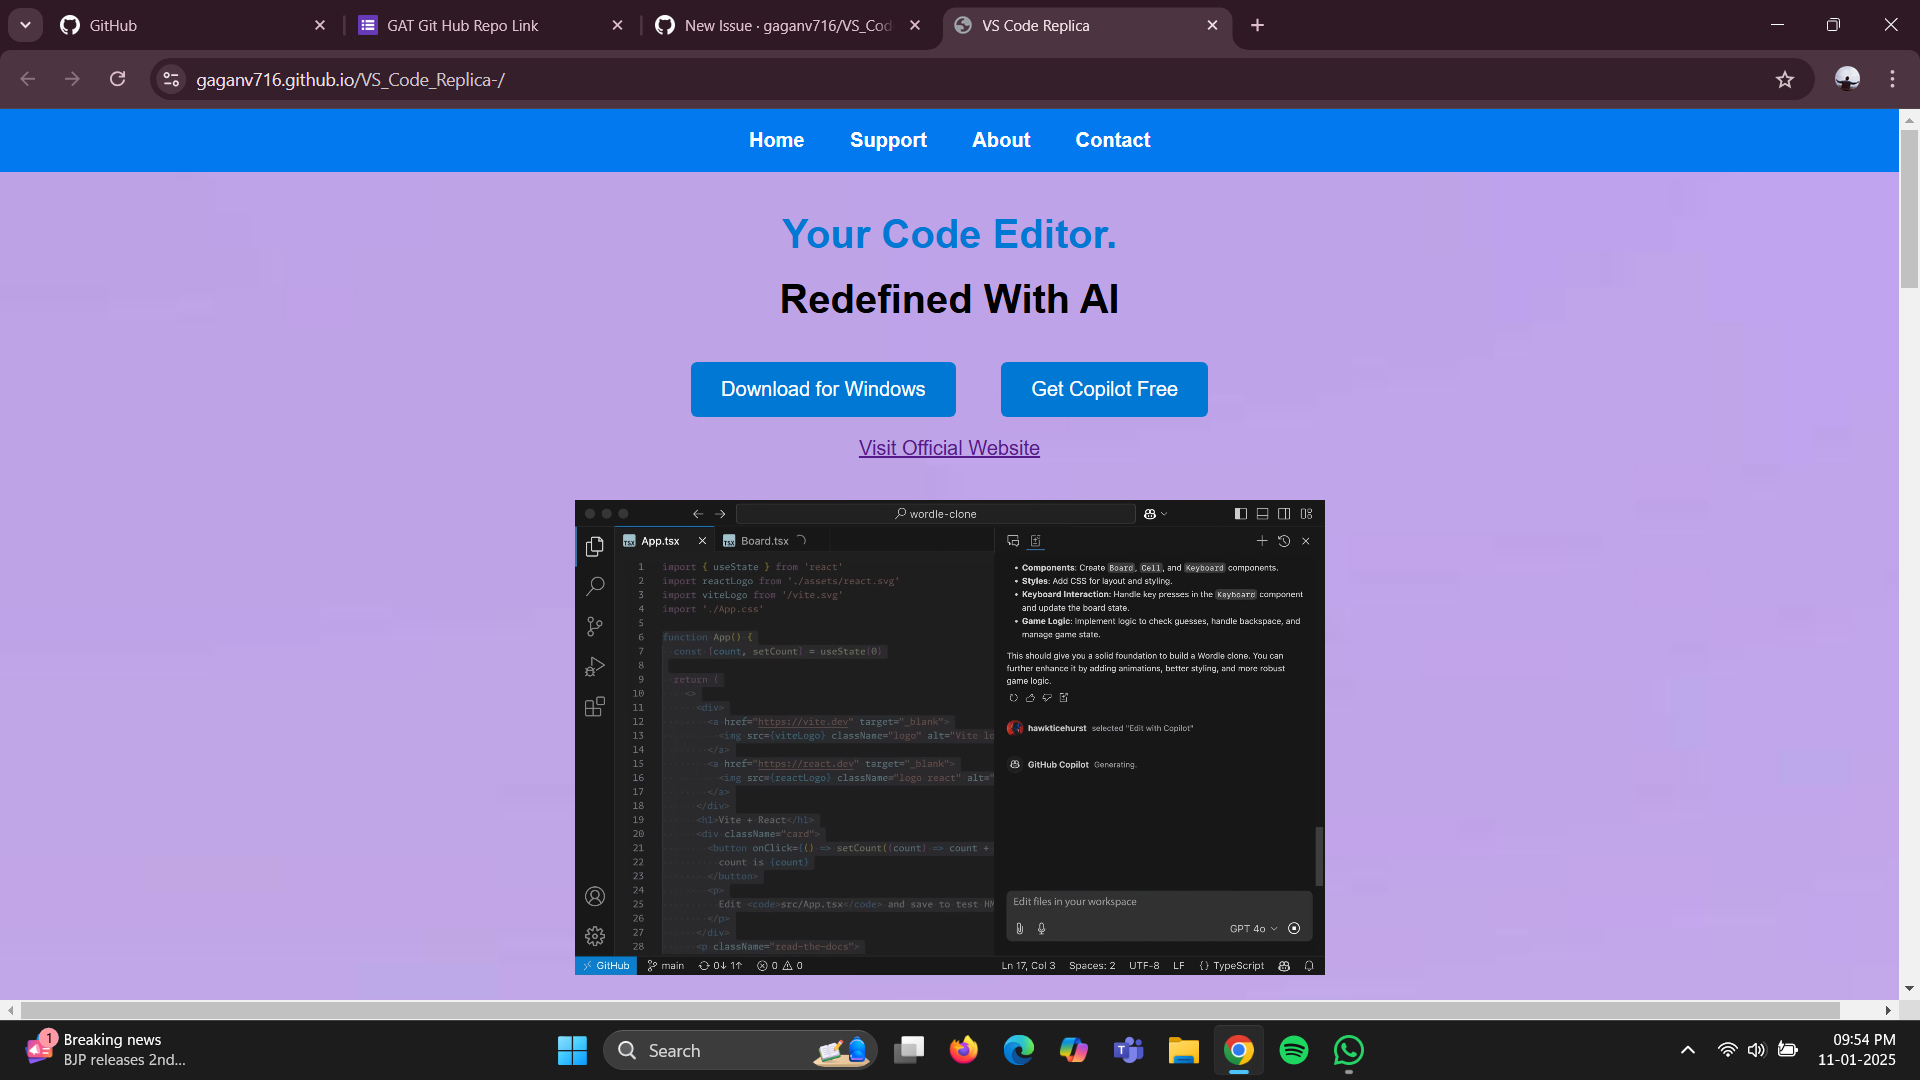 GitHub
GAT Git Hub Repo Link
New Issue · gaganv716/VS_Cod
VS Code Replica
gaganv716.github.io/VS_Code_Replica-/
Home Support About Contact
Your Code Editor.
Redefined With AI
Download for Windows
Get Copilot Free
Visit Official Website
wordle-clone
TSX App.tsx
TSX Board.tsx
1 import { useState } from 'react'
2 import reactLogo from './assets/react.svg'
3 import viteLogo from '/vite.svg'
4 import './App.css'
5
6 function App() {
7 const [count, setCount] = useState(0)
8
9 return (
10 <>
11 <div>
12 <a href="https://vite.dev" target="_blank">
13 <img src={viteLogo} className="logo" alt="Vite lo
14 </a>
15 <a href="https://react.dev" target="_blank">
16 <img src={reactLogo} className="logo react" alt="
17 </a>
18 </div>
19 <h1>Vite + React</h1>
20 <div className="card">
21 <button onClick={() => setCount((count) => count +
22 count is {count}
23 </button>
24 <p>
25 Edit <code>src/App.tsx</code> and save to test HM
26 </p>
27 </div>
28 <p className="read-the-docs">
• Components: Create Board, Cell, and Keyboard components.
• Styles: Add CSS for layout and styling.
• Keyboard Interaction: Handle key presses in the Keyboard component
and update the board state.
• Game Logic: Implement logic to check guesses, handle backspace, and
manage game state.
This should give you a solid foundation to build a Wordle clone. You can
further enhance it by adding animations, better styling, and more robust
game logic.
hawkticehurst selected "Edit with Copilot"
GitHub Copilot Generating.
Edit files in your workspace
GPT 4o
GitHub main 0↓ 1↑ 0 0
Ln 17, Col 3 Spaces: 2 UTF-8 LF {} TypeScript
1
Breaking news
BJP releases 2nd...
Search
09:54 PM
11-01-2025